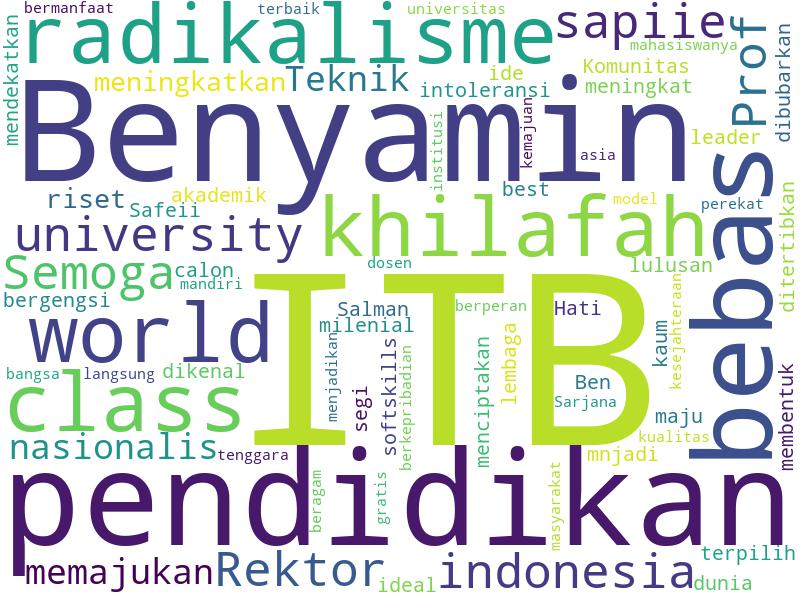 bermanfaat
terbaik
universitas
mendekatkan
radikalisme
sapiie
Prof
dibubarkan
mahasiswanya
meningkatkan
Teknik
ide
intoleransi
Komunitas
meningkat
Benyamin
institusi
kemajuan
asia
leader
riset
akademik
Safeii
best
model
perekat
bebas
ditertibkan
university
khilafah
Semoga
calon
mandiri
dosen
lulusan
bergengsi
world
ITB
Salman
milenial
berperan
Hati
kaum
kesejahteraan
bangsa
langsung
dikenal
menjadikan
segi
softskills
berkepribadian
menciptakan
lembaga
Ben
Sarjana
class
maju
membentuk
nasionalis
tenggara
kualitas
mnjadi
pendidikan
beragam
gratis
masyarakat
memajukan
Rektor
ideal
indonesia
terpilih
dunia